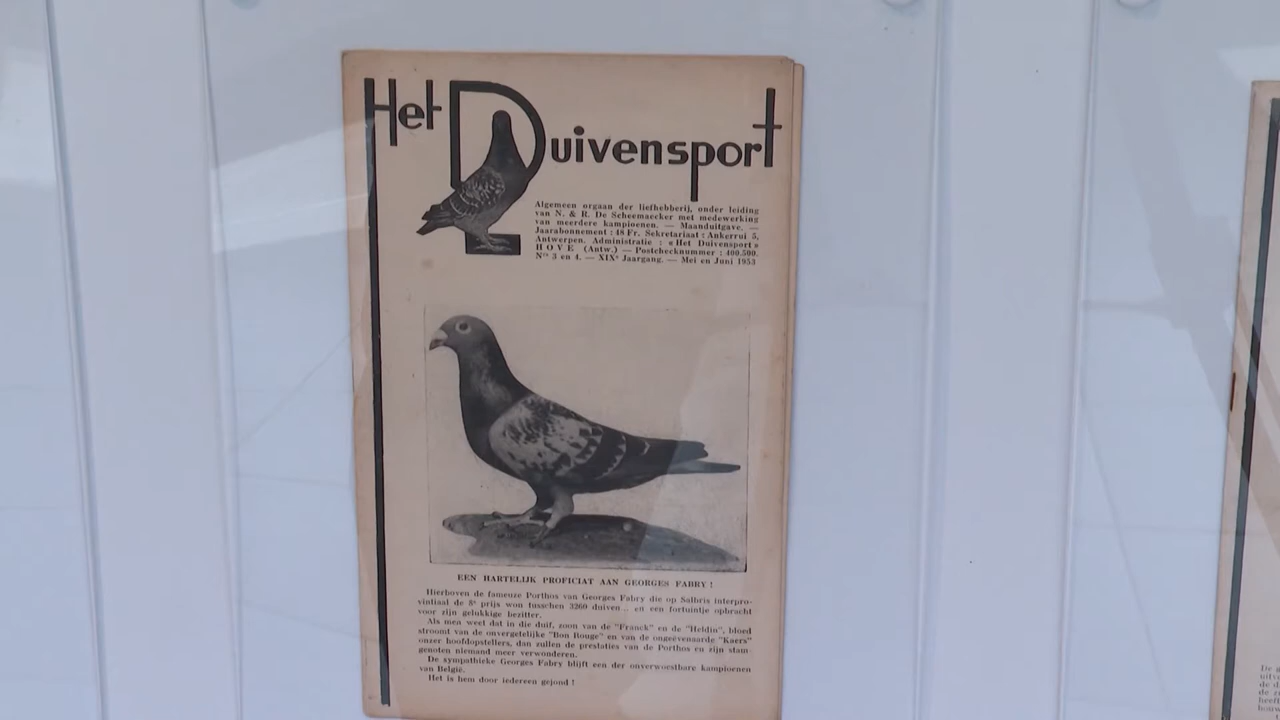 Het Duivensport
Algemeen orgaan der liefhebberij, onder leiding
van N. & R. De Scheemaecker met medewerking
van meerdere kampioenen. — Maanduitgave. —
Jaarabonnement : 48 Fr. Sekretariaat : Ankerrui 5,
Antwerpen. Administratie : « Het Duivensport »
HOVE (Antw.) — Postchecknummer : 400.500.
Nrs 3 en 4. — XIXe Jaargang. — Mei en Juni 1953
EEN HARTELIJK PROFICIAT AAN GEORGES FABRY !
Hierboven de fameuze Porthos van Georges Fabry die op Salbris interpro-
vintiaal de 8e prijs won tusschen 3260 duiven... en een fortuintje opbracht
voor zijn gelukkige bezitter.
Als men weet dat in die duif, zoon van de "Franck" en de "Heldin", bloed
stroomt van de onvergetelijke "Bon Rouge" en van de ongeëvenaarde "Kaers"
onzer hoofdopstellers, dan zullen de prestaties van de Porthos en zijn stam-
genoten niemand meer verwonderen.
De sympathieke Georges Fabry blijft een der onverwoestbare kampioenen
van België.
Het is hem door iedereen gejond !